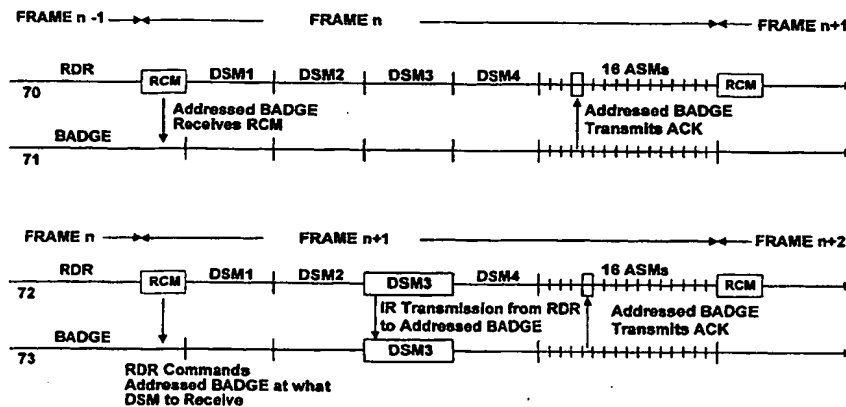 FRAME n -1
FRAME n
FRAME n+1
RDR
RCM
DSM1
DSM2
DSM3
DSM4
16 ASMs
RCM
70
Addressed BADGE
Receives RCM
Addressed BADGE
Transmits ACK
BADGE
71
FRAME n
FRAME n+1
FRAME n+2
RDR
RCM
DSM1
DSM2
DSM3
DSM4
16 ASMs
RCM
72
IR Transmission from RDR
to Addressed BADGE
Addressed BADGE
Transmits ACK
BADGE
DSM3
73
RDR Commands
Addressed BADGE at what
DSM to Receive